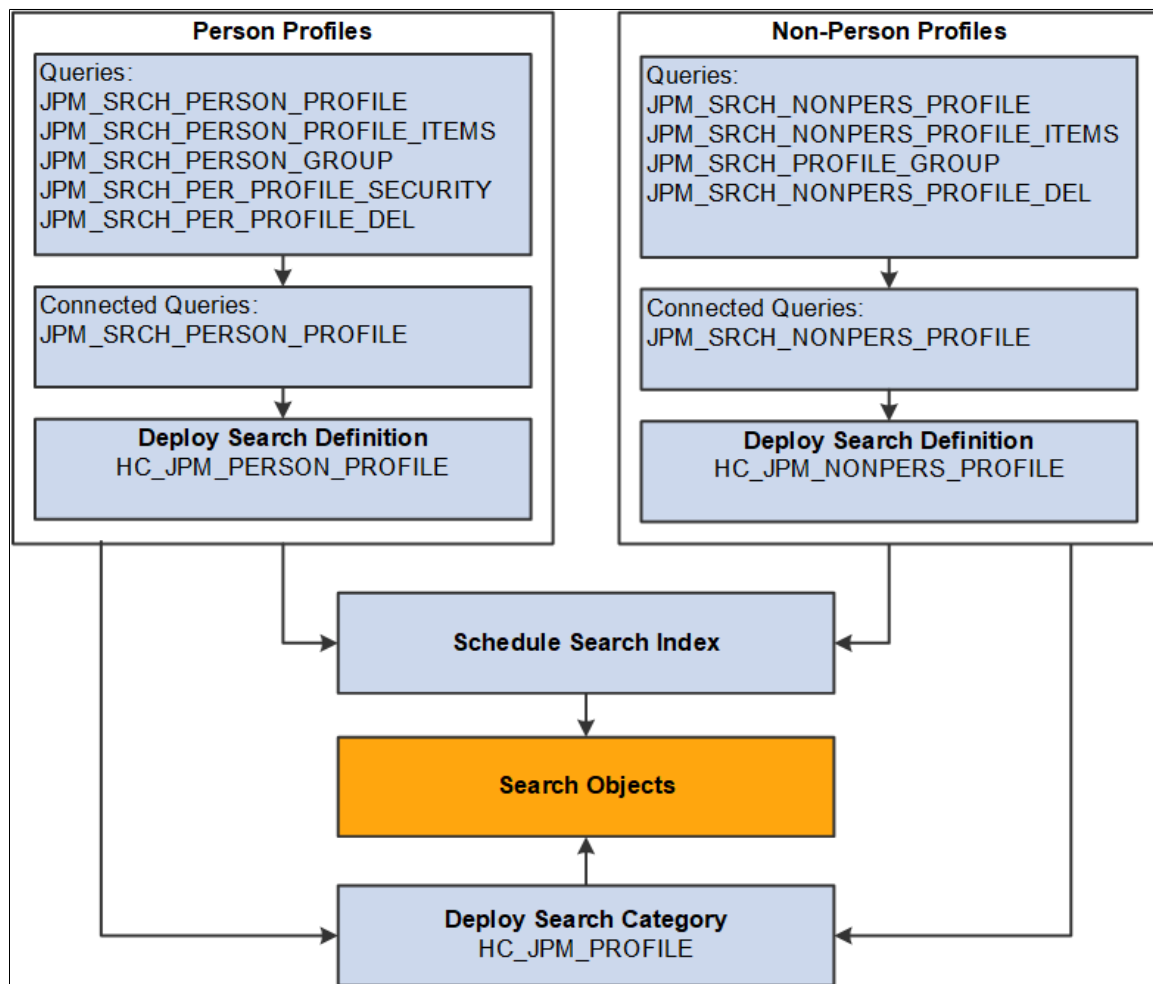 Person Profiles
Queries:
JPM_SRCH_PERSON_PROFILE
JPM_SRCH_PERSON_PROFILE_ITEMS
JPM_SRCH_PERSON_GROUP
JPM_SRCH_PER_PROFILE_SECURITY
JPM_SRCH_PER_PROFILE_DEL
Connected Queries:
JPM_SRCH_PERSON_PROFILE
Deploy Search Definition
HC_JPM_PERSON_PROFILE
Non-Person Profiles
Queries:
JPM_SRCH_NONPERS_PROFILE
JPM_SRCH_NONPERS_PROFILE_ITEMS
JPM_SRCH_PROFILE_GROUP
JPM_SRCH_NONPERS_PROFILE_DEL
Connected Queries:
JPM_SRCH_NONPERS_PROFILE
Deploy Search Definition
HC_JPM_NONPERS_PROFILE
Schedule Search Index
Search Objects
Deploy Search Category
HC_JPM_PROFILE